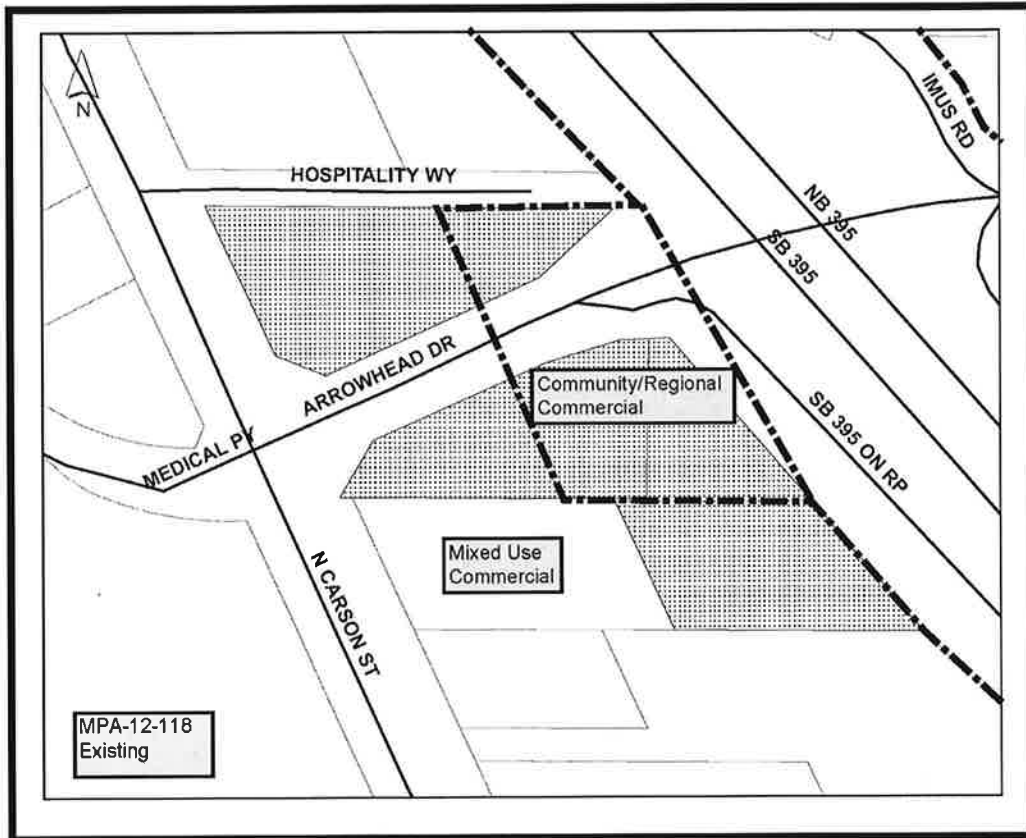 IMUS RD
N
HOSPITALITY WY
NB 395
SB 395
ARROWHEAD DR
Community/Regional
Commercial
SB 395 ON RP
MEDICAL PY
Mixed Use
Commercial
N CARSON ST
MPA-12-118
Existing